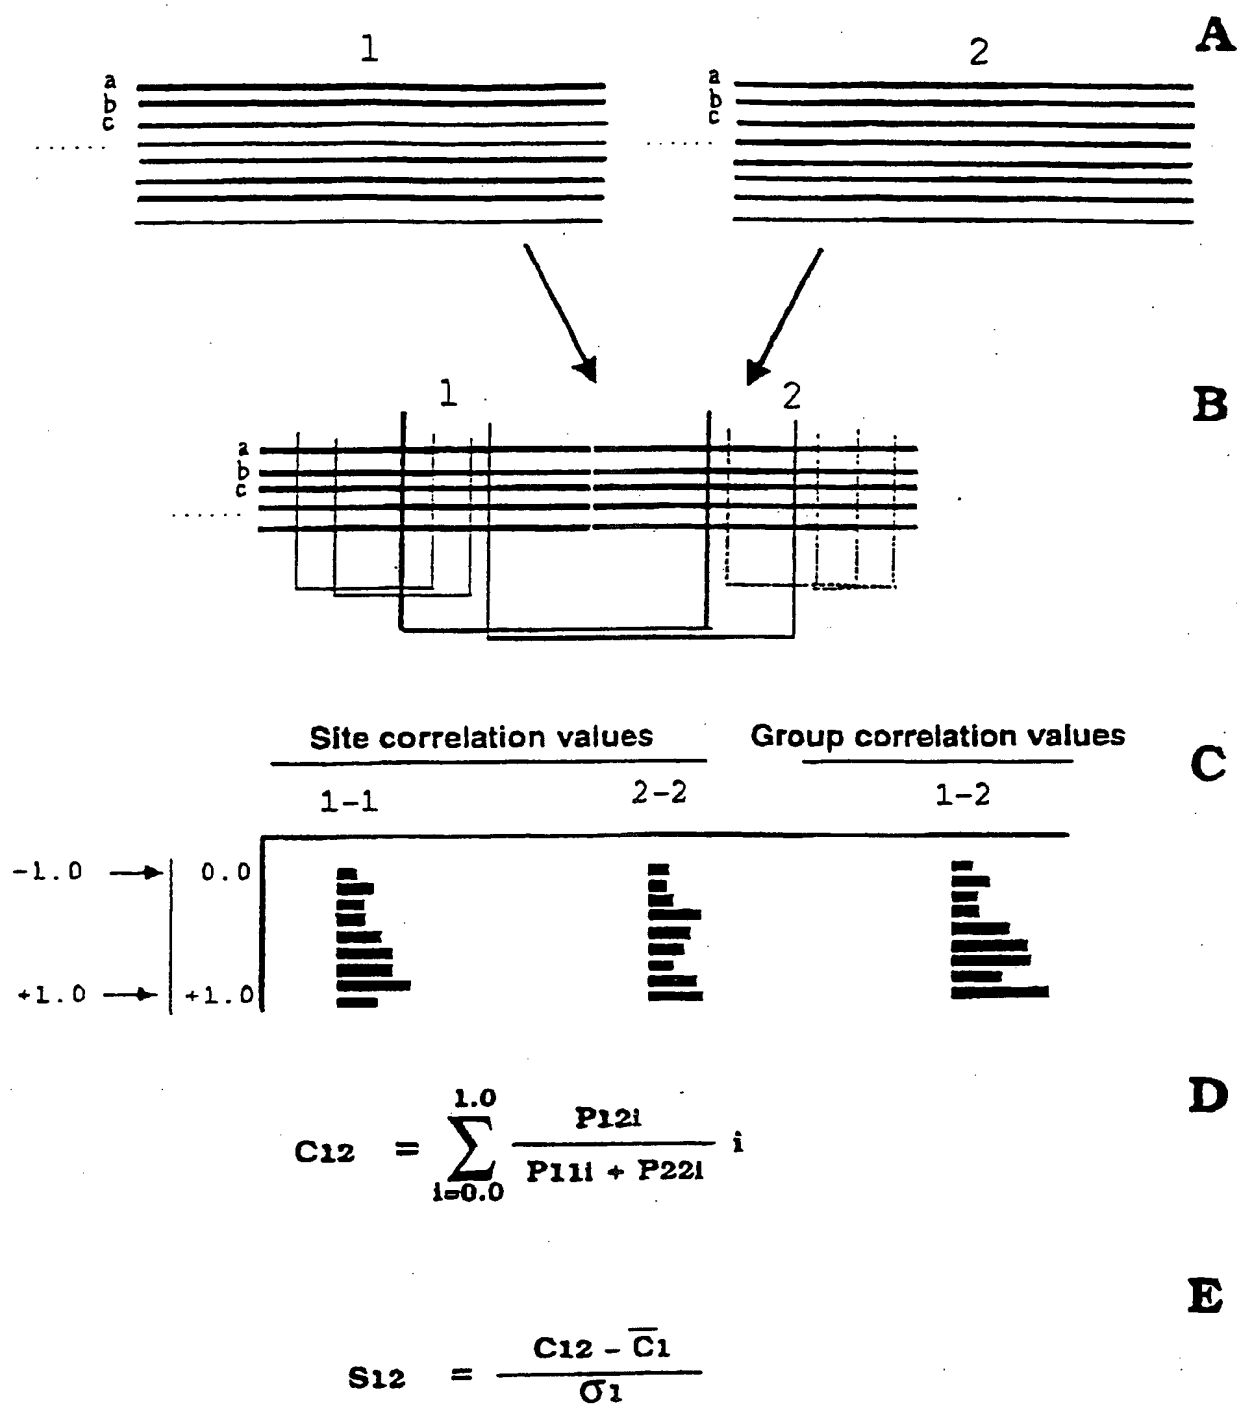 A
1
2
a
b
c
......
a
b
c
......
B
1
2
a
b
c
......
C
Site correlation values
Group correlation values
1-1
2-2
1-2
-1.0
0.0
+1.0
+1.0
D
C12 = ∑ i=0.0 1.0 P12i / P11i + P22i i
E
S12 = C12 - C̅1 / σ1